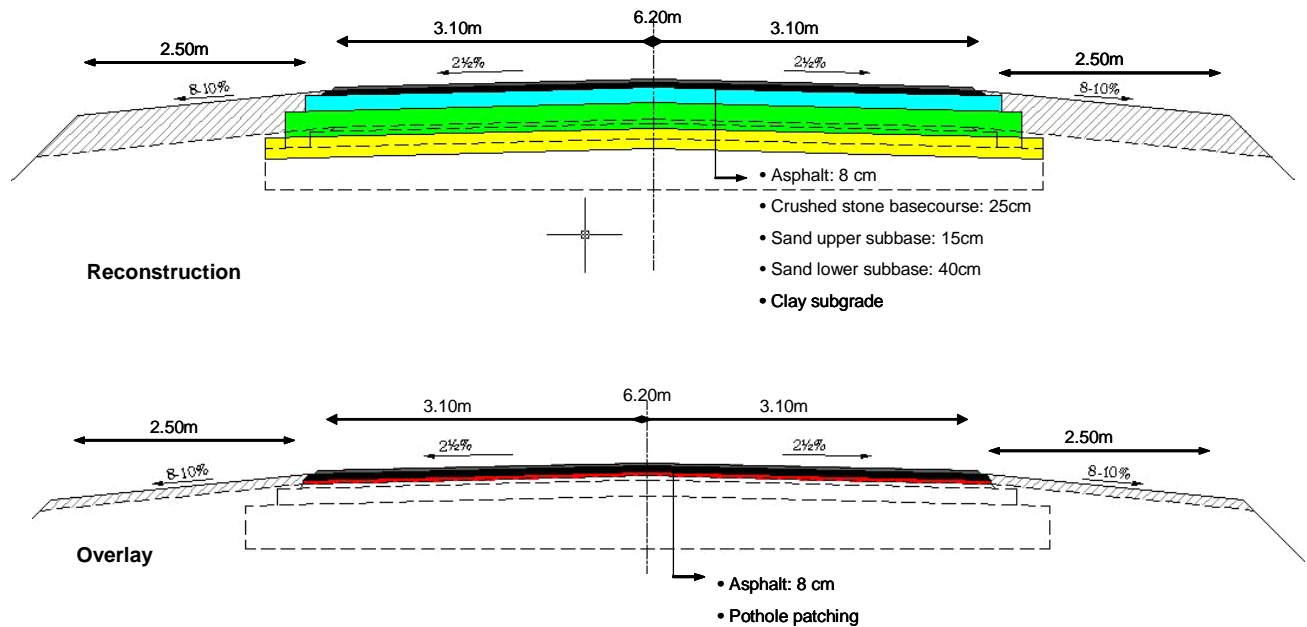 6.20m
3.10m 3.10m
2.50m 2.50m
2½% 2½%
8-10% 8-10%
• Asphalt: 8 cm
• Crushed stone basecourse: 25cm
• Sand upper subbase: 15cm
• Sand lower subbase: 40cm
• Clay subgrade
Reconstruction
6.20m
3.10m 3.10m
2.50m 2.50m
2½% 2½%
8-10% 8-10%
Overlay
• Asphalt: 8 cm
• Pothole patching